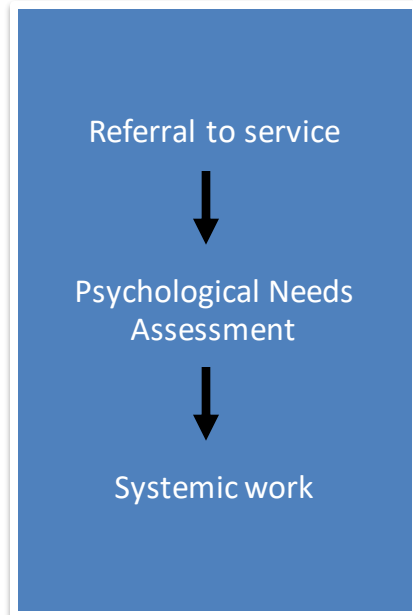 Referral to service
Psychological Needs
Assessment
Systemic work